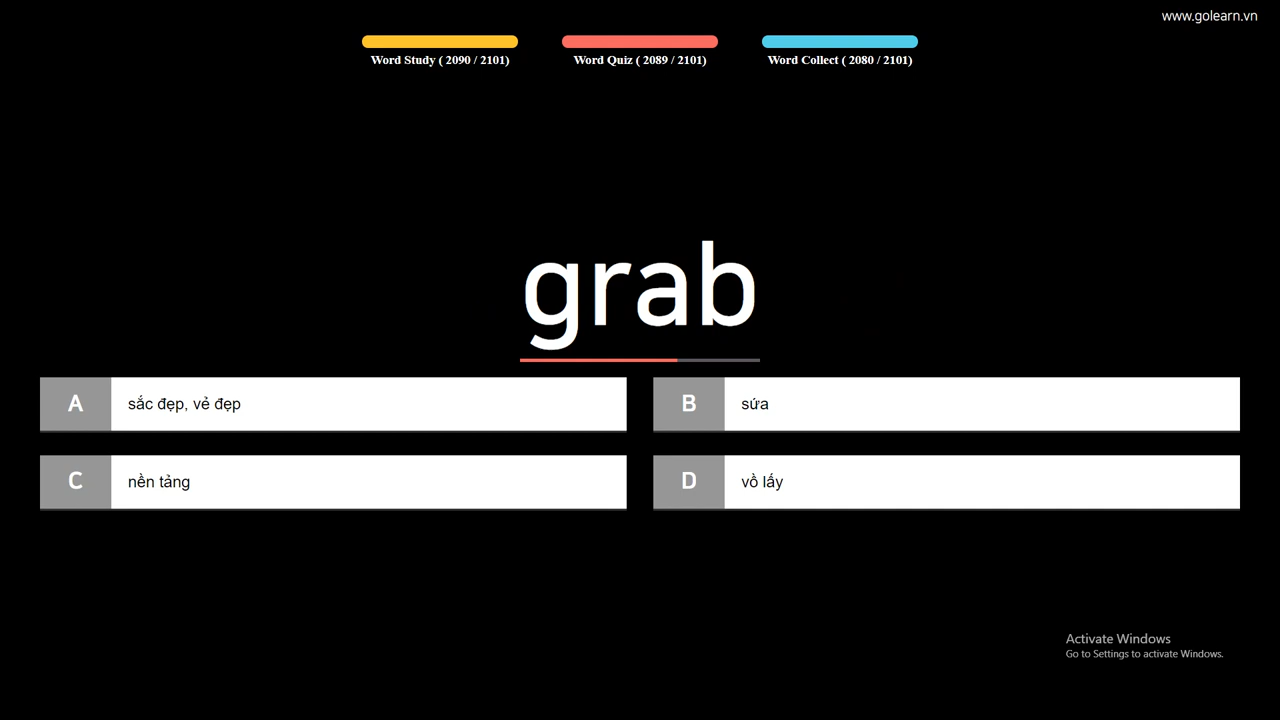 www.golearn.vn
Word Study ( 2090 / 2101)
Word Quiz ( 2089 / 2101)
Word Collect ( 2080 / 2101)
grab
A sắc đẹp, vẻ đẹp
B sứa
C nền tảng
D vồ lấy
Activate Windows
Go to Settings to activate Windows.